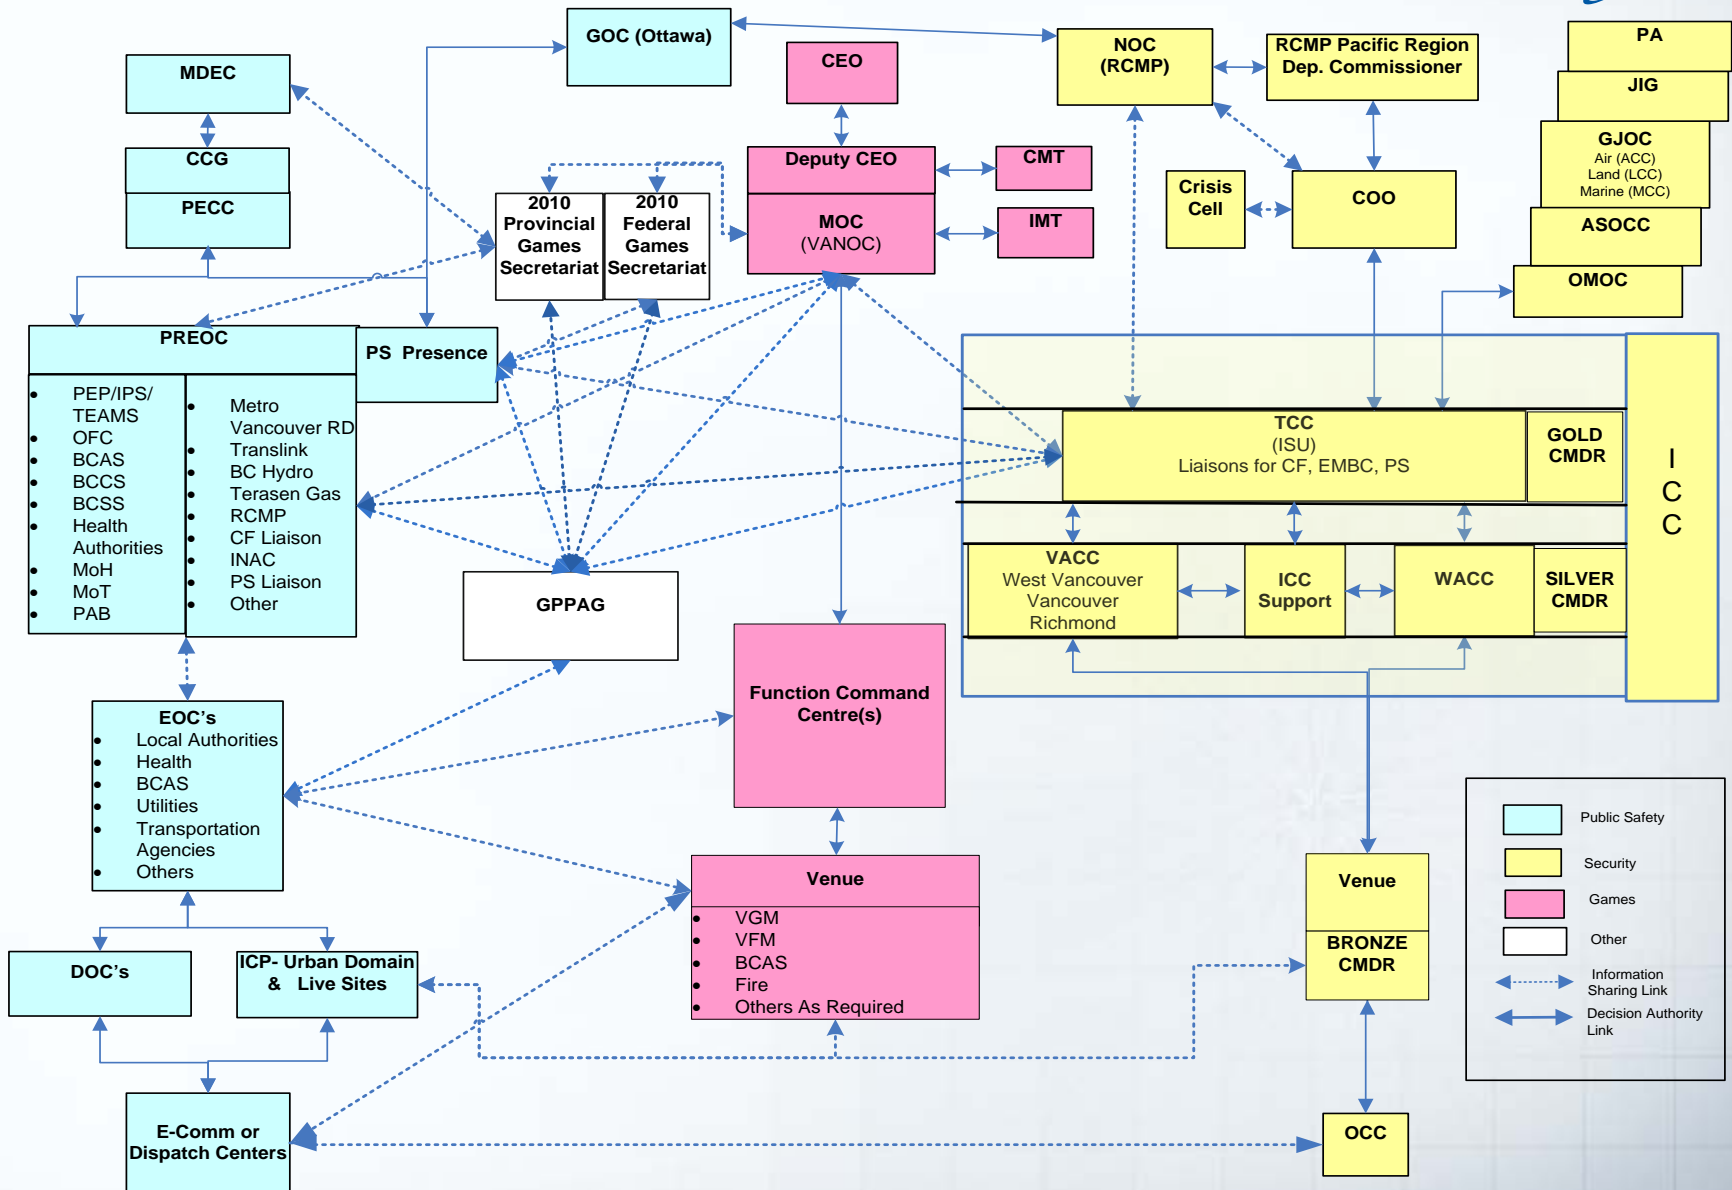 GOC (Ottawa)
NOC
(RCMP)
RCMP Pacific Region
Dep. Commissioner
PA
MDEC
CEO
JIG
CCG
PECC
Deputy CEO
MOC
(VANOC)
CMT
IMT
Crisis
Cell
COO
GJOC
Air (ACC)
Land (LCC)
Marine (MCC)
ASOCC
OMOC
2010
Provincial
Games
Secretariat
2010
Federal
Games
Secretariat
PREOC
PS Presence
• PEP/IPS/
TEAMS
• OFC
• BCAS
• BCCS
• BCSS
• Health
Authorities
• MoH
• MoT
• PAB
• Metro
Vancouver RD
• Translink
• BC Hydro
• Terasen Gas
• RCMP
• CF Liaison
• INAC
• PS Liaison
• Other
TCC
(ISU)
Liaisons for CF, EMBC, PS
GOLD
CMDR
I
C
C
VACC
West Vancouver
Vancouver
Richmond
ICC
Support
WACC
SILVER
CMDR
GPPAG
Function Command
Centre(s)
EOC's
• Local Authorities
• Health
• BCAS
• Utilities
• Transportation
Agencies
• Others
Venue
• VGM
• VFM
• BCAS
• Fire
• Others As Required
Venue
BRONZE
CMDR
DOC's
ICP- Urban Domain
& Live Sites
E-Comm or
Dispatch Centers
OCC
Public Safety
Security
Games
Other
Information
Sharing Link
Decision Authority
Link